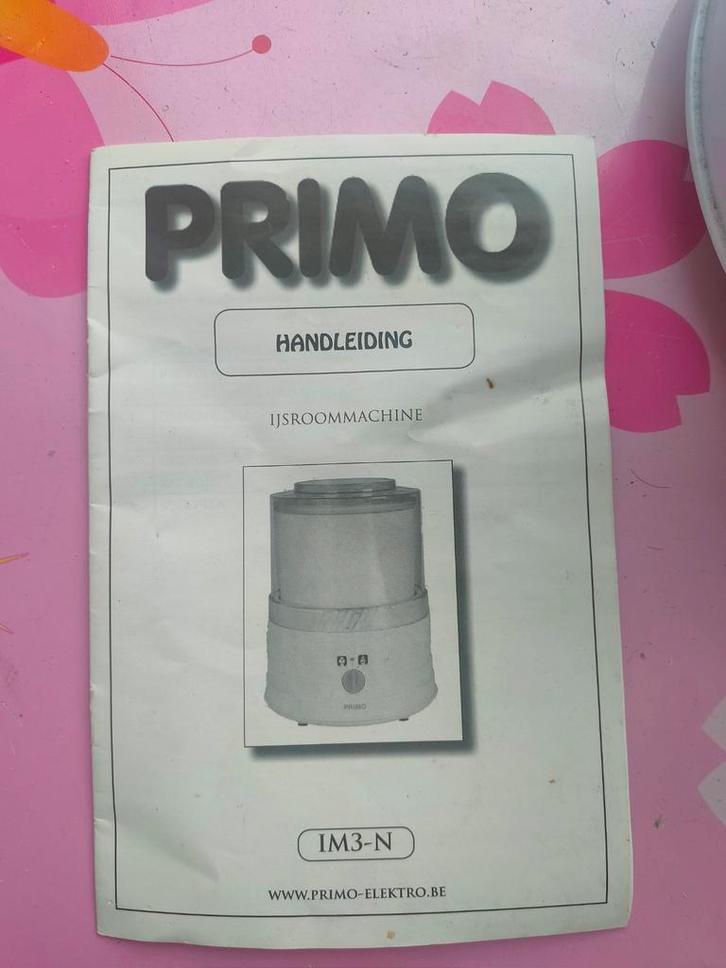 PRIMO
HANDLEIDING
IJSROOMMACHINE
PRIMO
IM3-N
WWW.PRIMO-ELEKTRO.BE